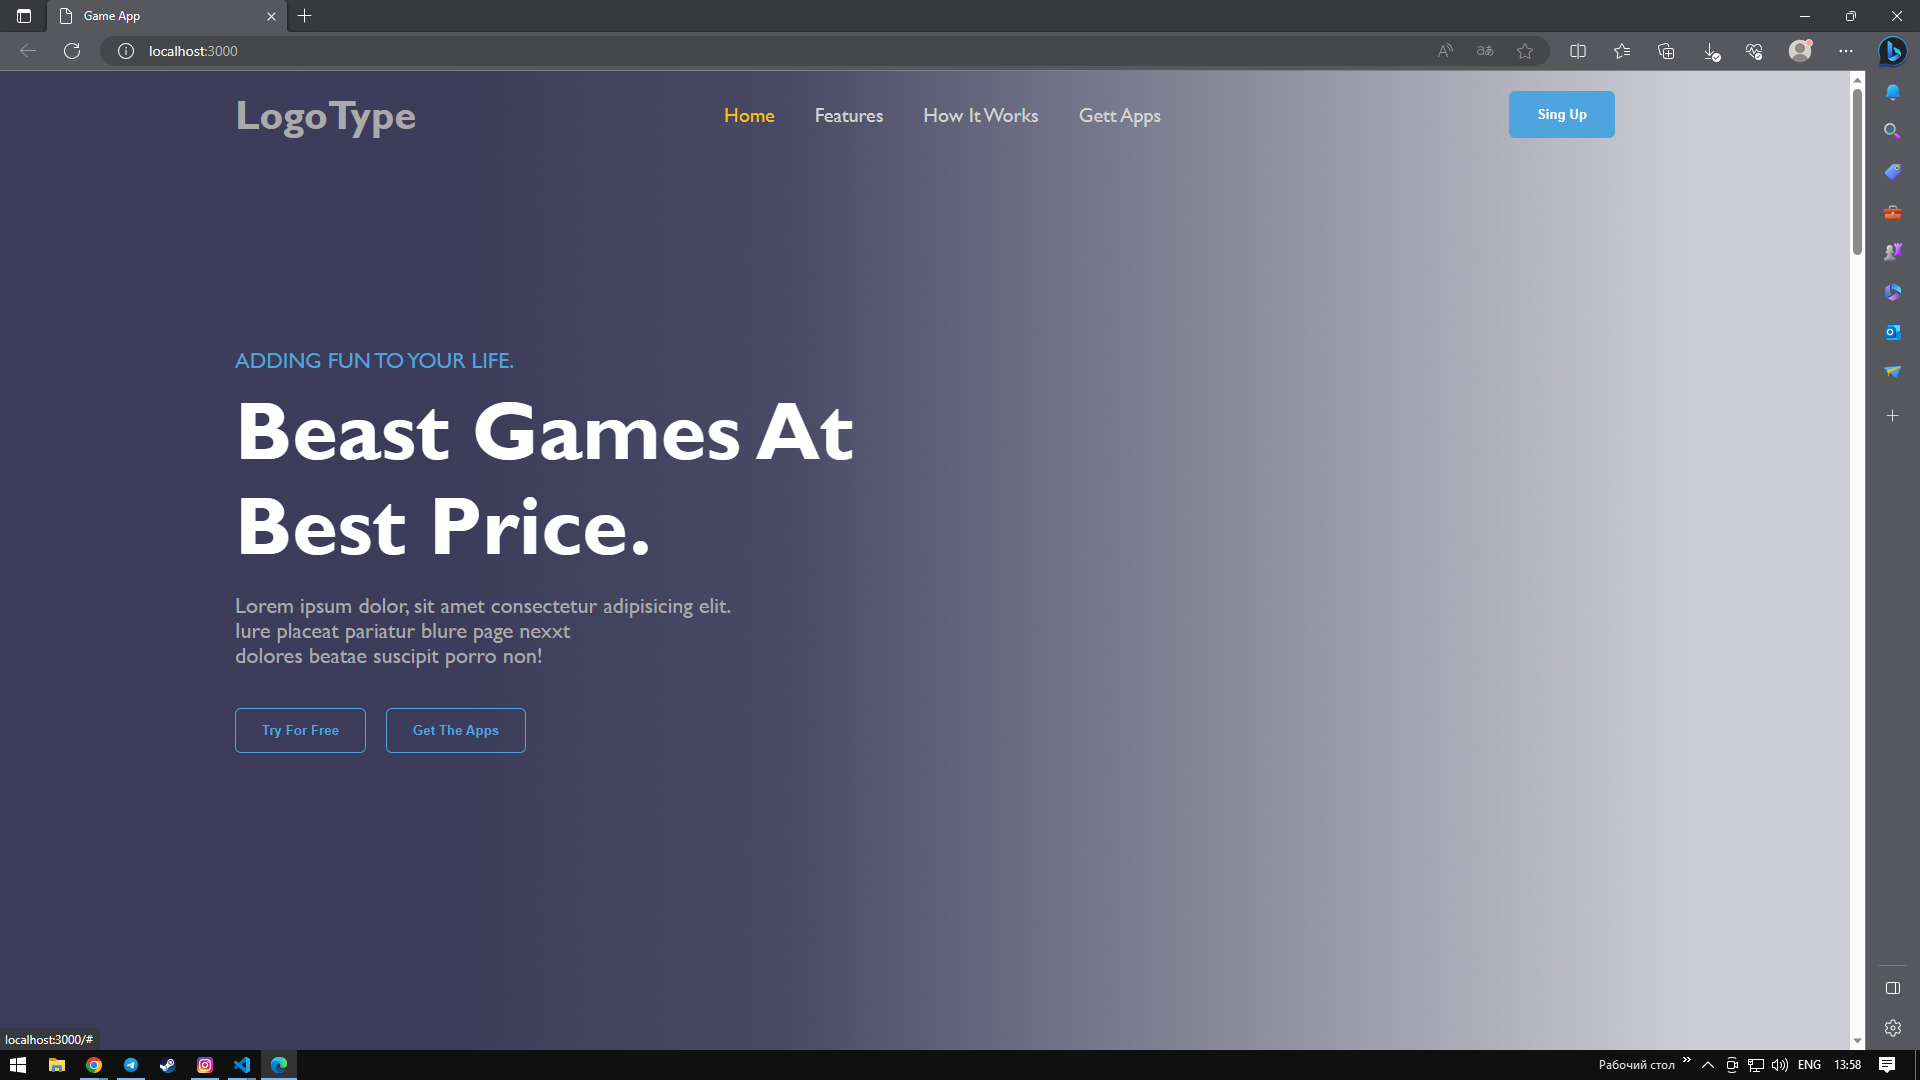 Game App
localhost:3000
LogoType
Home
Features
How It Works
Gett Apps
Sing Up
ADDING FUN TO YOUR LIFE.
Beast Games At
Best Price.
Lorem ipsum dolor, sit amet consectetur adipisicing elit.
Iure placeat pariatur blure page nexxt
dolores beatae suscipit porro non!
Try For Free
Get The Apps
localhost:3000/#
Рабочий стол
ENG
13:58